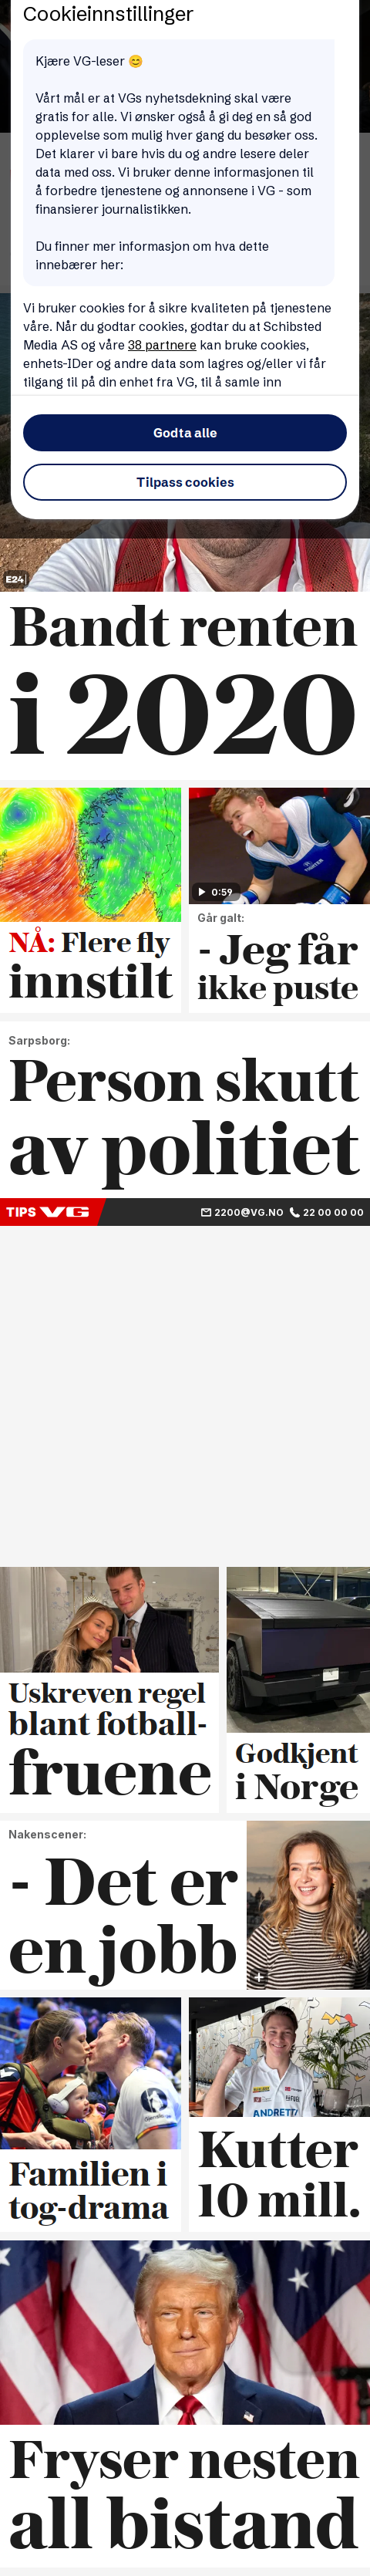 Cookieinnstillinger
Kjære VG-leser 😊
Vårt mål er at VGs nyhetsdekning skal være
gratis for alle. Vi ønsker også å gi deg en så god
opplevelse som mulig hver gang du besøker oss.
Det klarer vi bare hvis du og andre lesere deler
data med oss. Vi bruker denne informasjonen til
å forbedre tjenestene og annonsene i VG - som
finansierer journalistikken.
Du finner mer informasjon om hva dette
innebærer her:
Vi bruker cookies for å sikre kvaliteten på tjenestene
våre. Når du godtar cookies, godtar du at Schibsted
Media AS og våre 38 partnere kan bruke cookies,
enhets-IDer og andre data som lagres og/eller vi får
tilgang til på din enhet fra VG, til å samle inn
Godta alle
Tilpass cookies
E24
Bandt renten
i 2020
NÅ: Flere fly
innstilt
0:59
Går galt:
- Jeg får
ikke puste
Sarpsborg:
Person skutt
av politiet
TIPS VG
2200@VG.NO 22 00 00 00
Uskreven regel
blant fotball-
fruene
Godkjent
i Norge
Nakenscener:
- Det er
en jobb
Familien i
tog-drama
ANDRETTI
Kutter
10 mill.
Fryser nesten
all bistand